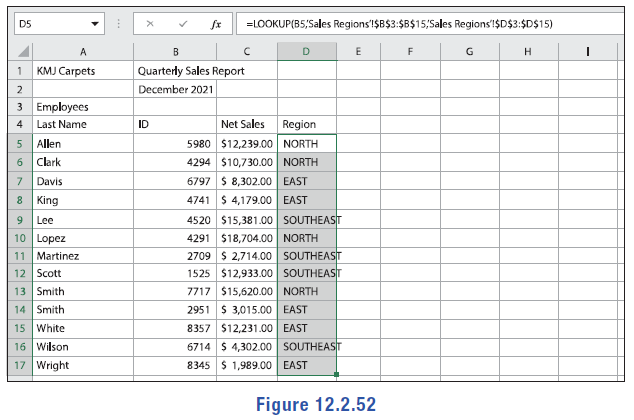 D5 fx =LOOKUP(B5,'Sales Regions'!$B$3:$B$15,'Sales Regions'!$D$3:$D$15)
A B C D E F G H I
1 KMJ Carpets Quarterly Sales Report
2 December 2021
3 Employees
4 Last Name ID Net Sales Region
5 Allen 5980 $12,239.00 NORTH
6 Clark 4294 $10,730.00 NORTH
7 Davis 6797 $ 8,302.00 EAST
8 King 4741 $ 4,179.00 EAST
9 Lee 4520 $15,381.00 SOUTHEAST
10 Lopez 4291 $18,704.00 NORTH
11 Martinez 2709 $ 2,714.00 SOUTHEAST
12 Scott 1525 $12,933.00 SOUTHEAST
13 Smith 7717 $15,620.00 NORTH
14 Smith 2951 $ 3,015.00 EAST
15 White 8357 $12,231.00 EAST
16 Wilson 6714 $ 4,302.00 SOUTHEAST
17 Wright 8345 $ 1,989.00 EAST
Figure 12.2.52